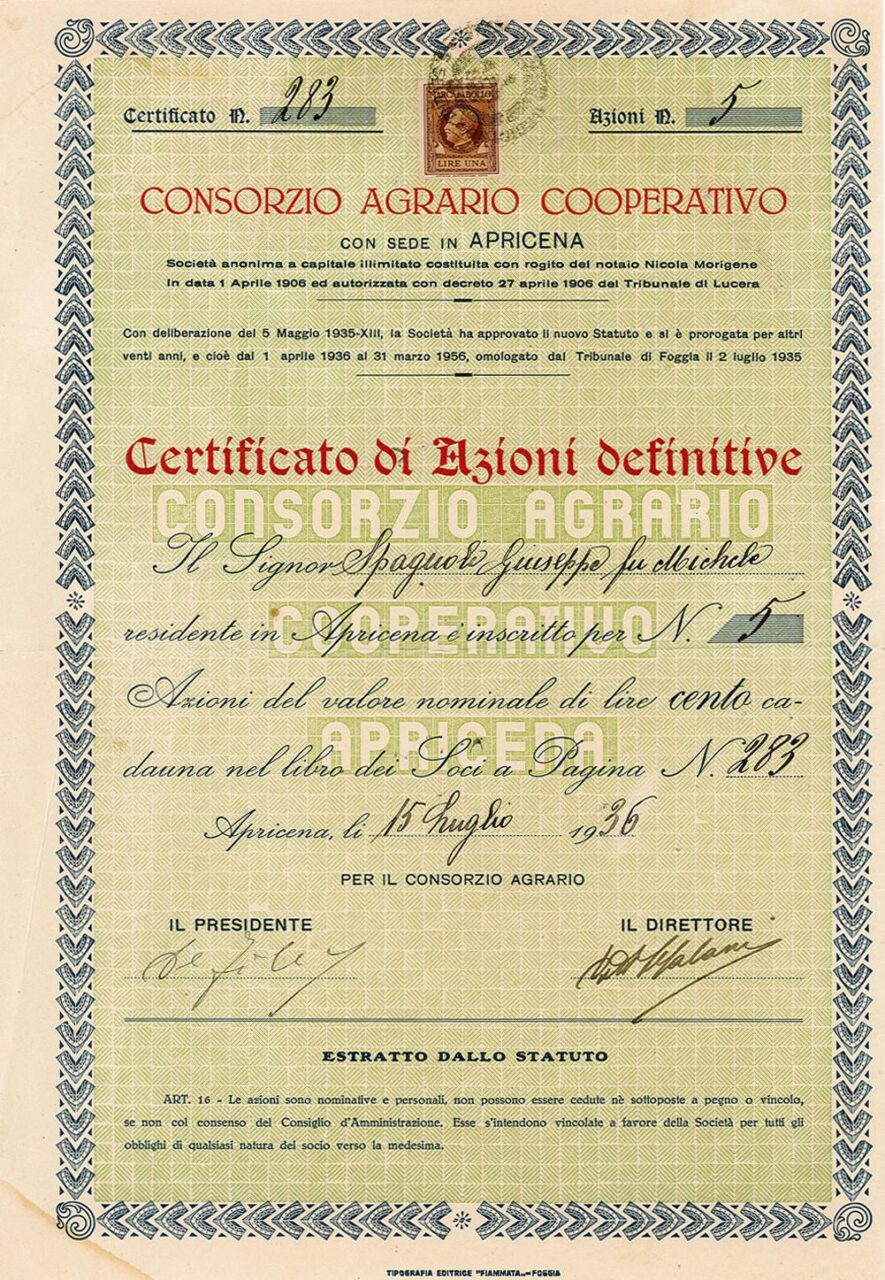 Certificato N. 283
Azioni N. 5
MARCA DA BOLLO
LIRE UNA
CONSORZIO AGRARIO COOPERATIVO
CON SEDE IN APRICENA
Società anonima a capitale illimitato costituita con rogito del notaio Nicola Morigene
in data 1 Aprile 1906 ed autorizzata con decreto 27 aprile 1906 del Tribunale di Lucera
Con deliberazione del 5 Maggio 1935-XIII, la Società ha approvato il nuovo Statuto e si è prorogata per altri
venti anni, e cioè dal 1 aprile 1936 al 31 marzo 1956, omologato dal Tribunale di Foggia il 2 luglio 1935
Certificato di Azioni definitive
CONSORZIO AGRARIO
Il Signor Spagnoli Giuseppe fu Michele
COOPERATIVO
residente in Apricena è inscritto per N. 5
Azioni del valore nominale di lire cento ca-
APRICENA
dauna nel libro dei Soci a Pagina N. 283
Apricena, li 15 Luglio 1936
PER IL CONSORZIO AGRARIO
IL PRESIDENTE
IL DIRETTORE
ESTRATTO DALLO STATUTO
ART. 16 - Le azioni sono nominative e personali, non possono essere cedute nè sottoposte a pegno o vincolo,
se non col consenso del Consiglio d'Amministrazione. Esse s'intendono vincolate a favore della Società per tutti gli
obblighi di qualsiasi natura del socio verso la medesima.
TIPOGRAFIA EDITRICE "FIAMMATA„ - FOGGIA